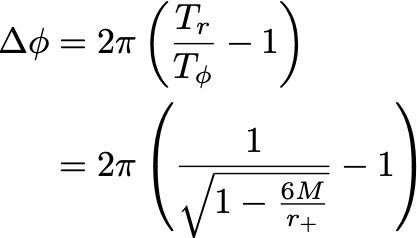 Δϕ = 2π ( T_r / T_ϕ − 1 )
= 2π ( 1 / √(1 − 6M / r_+) − 1 )